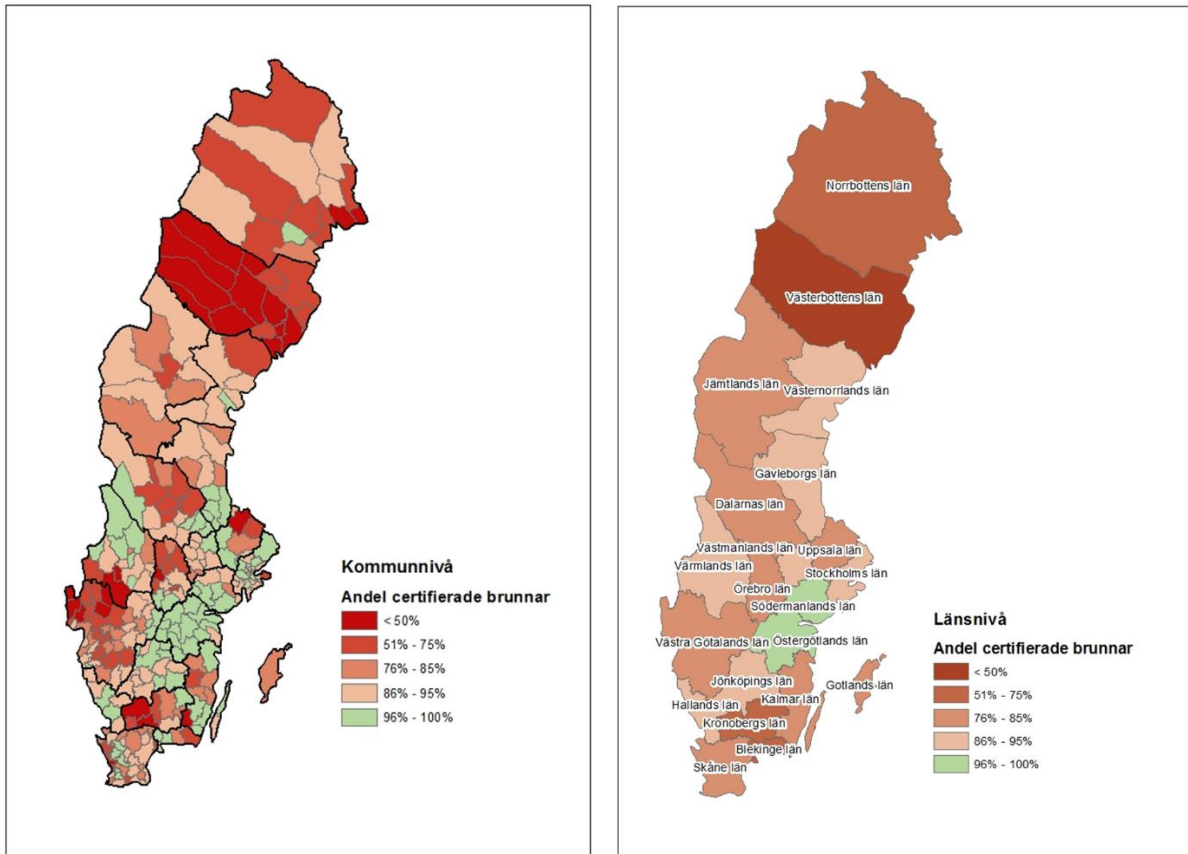 Kommunnivå
Andel certifierade brunnar
< 50%
51% - 75%
76% - 85%
86% - 95%
96% - 100%
Norrbottens län
Västerbottens län
Jämtlands län
Västernorrlands län
Gävleborgs län
Dalarnas län
Västmanlands län
Uppsala län
Värmlands län
Stockholms län
Örebro län
Södermanlands län
Västra Götalands län
Östergötlands län
Jönköpings län
Gotlands län
Kalmar län
Hallands län
Kronobergs län
Blekinge län
Skåne län
Länsnivå
Andel certifierade brunnar
< 50%
51% - 75%
76% - 85%
86% - 95%
96% - 100%